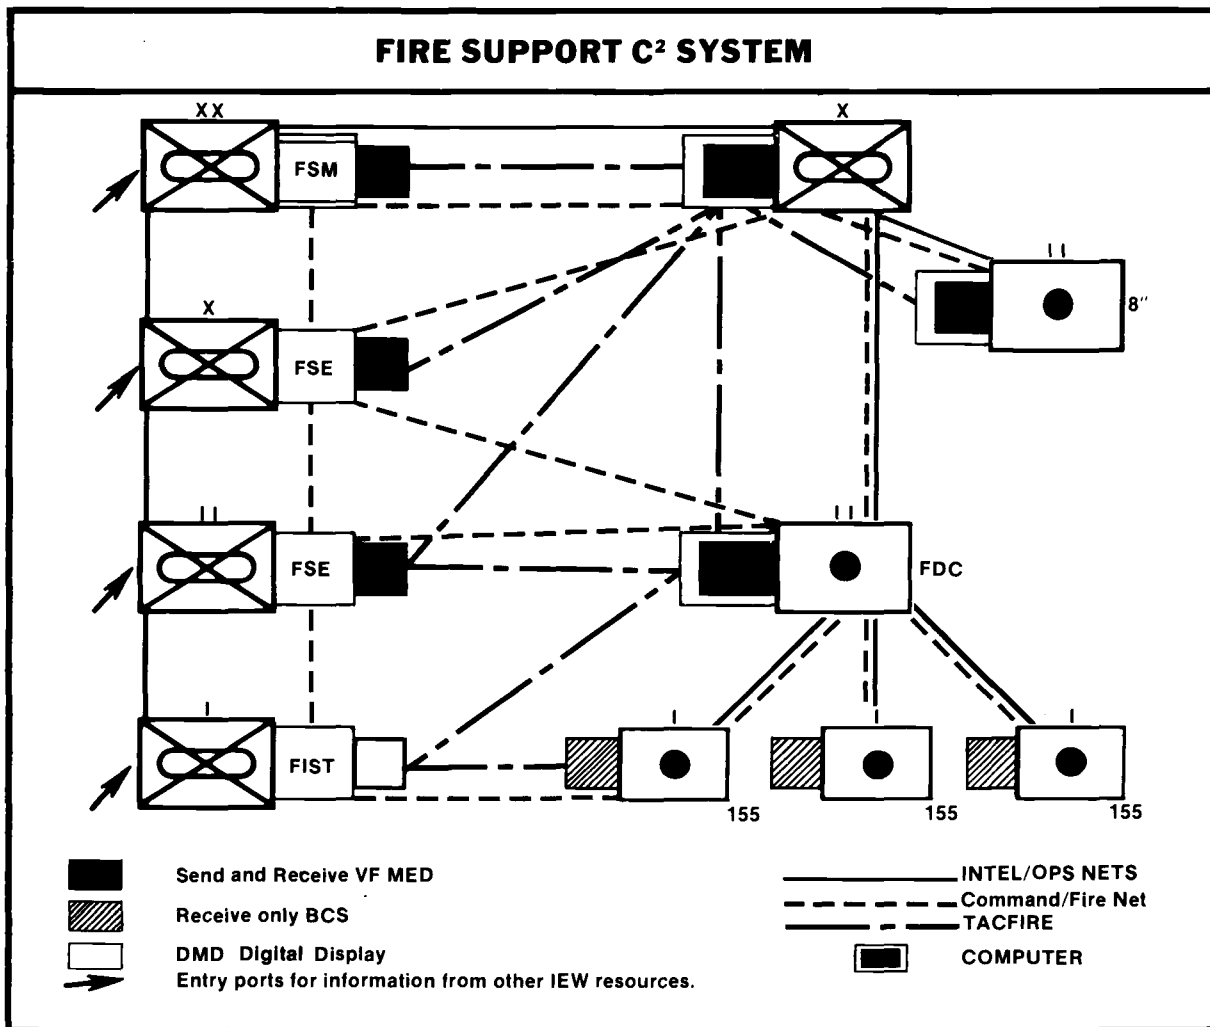 FIRE SUPPORT C² SYSTEM
XX
X
FSM
I I
8"
X
FSE
I I
I I
FSE
FDC
I
I
I
I
FIST
155
155
155
Send and Receive VF MED
Receive only BCS
DMD Digital Display
Entry ports for information from other IEW resources.
INTEL/OPS NETS
Command/Fire Net
TACFIRE
COMPUTER